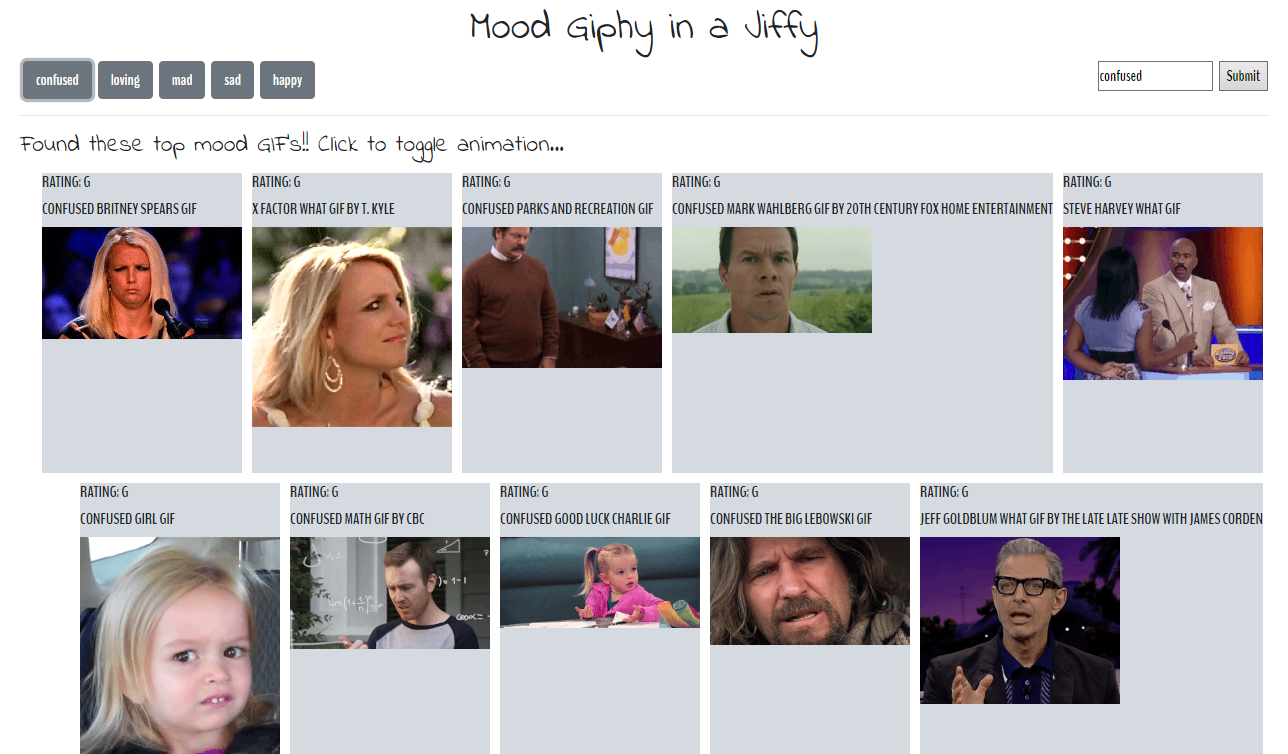 Mood Giphy in a Jiffy
confused loving mad sad happy confused Submit
Found these top mood GIF's!! Click to toggle animation...
RATING: G RATING: G RATING: G RATING: G RATING: G
CONFUSED BRITNEY SPEARS GIF X FACTOR WHAT GIF BY T. KYLE CONFUSED PARKS AND RECREATION GIF CONFUSED MARK WAHLBERG GIF BY 20TH CENTURY FOX HOME ENTERTAINMENT STEVE HARVEY WHAT GIF
RATING: G RATING: G RATING: G RATING: G RATING: G
CONFUSED GIRL GIF CONFUSED MATH GIF BY CBC CONFUSED GOOD LUCK CHARLIE GIF CONFUSED THE BIG LEBOWSKI GIF JEFF GOLDBLUM WHAT GIF BY THE LATE LATE SHOW WITH JAMES CORDEN